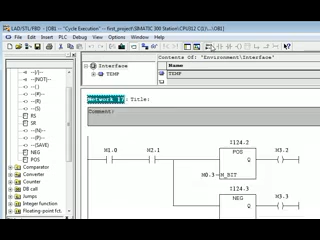 LAD/STL/FBD - [OB1 -- "Cycle Execution" -- first_project\SIMATIC 300 Station\CPU312 C(1)\...\OB1]
File Edit Insert PLC Debug View Options Window Help
Contents Of: 'Environment\Interface'
Interface
TEMP
Name
TEMP
--|/|--
--|NOT|--
--( )
--(#)--
--(R)
--(S)
RS
SR
--(N)--
--(P)--
--(SAVE)
NEG
POS
Comparator
Converter
Counter
DB call
Jumps
Integer function
Floating-point fct.
Network 17: Title:
Comment:
I124.2
M1.0
M2.1
POS
M3.2
Q
M0.3
M_BIT
I124.3
NEG
M3.3
Q